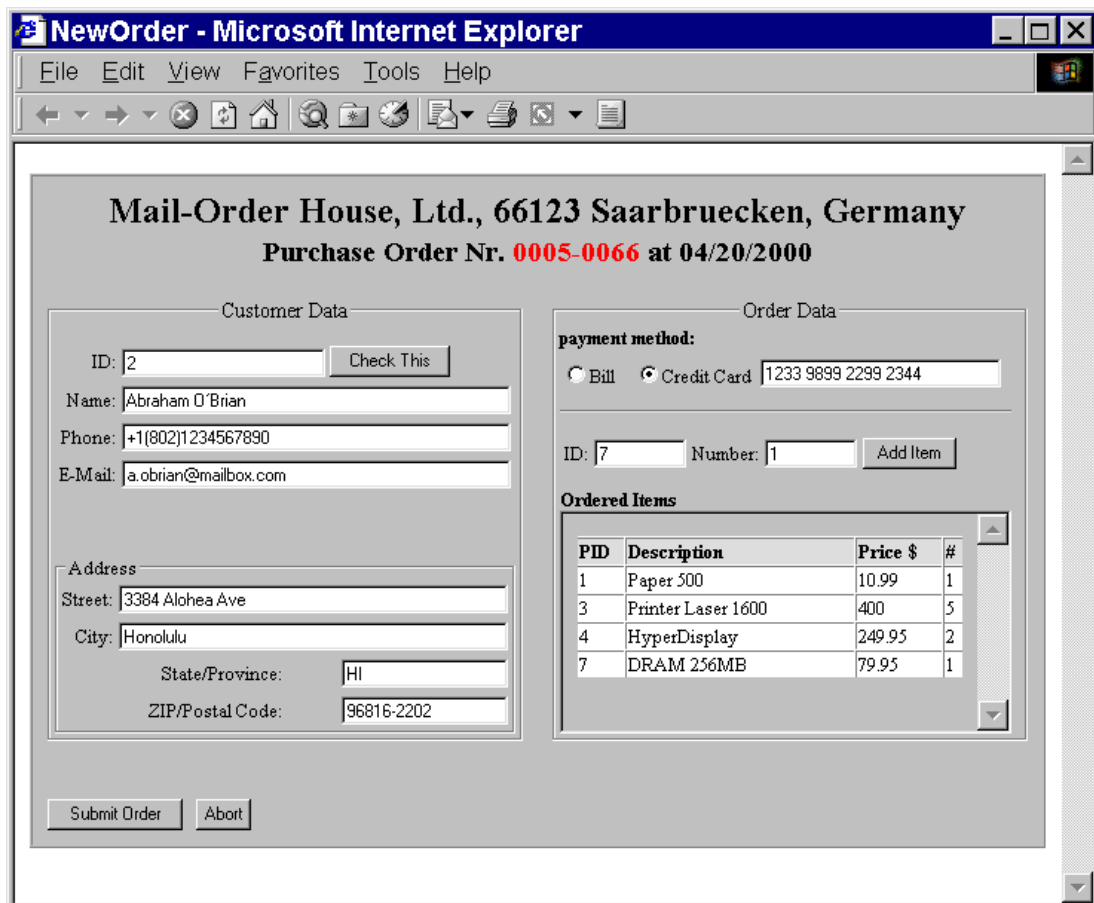 NewOrder - Microsoft Internet Explorer
File Edit View Favorites Tools Help
Mail-Order House, Ltd., 66123 Saarbruecken, Germany
Purchase Order Nr. 0005-0066 at 04/20/2000
Customer Data
ID: 2 Check This
Name: Abraham O´Brian
Phone: +1(802)1234567890
E-Mail: a.obrian@mailbox.com
Address
Street: 3384 Alohea Ave
City: Honolulu
State/Province: HI
ZIP/Postal Code: 96816-2202
Order Data
payment method:
Bill Credit Card 1233 9899 2299 2344
ID: 7 Number: 1 Add Item
Ordered Items
PID Description Price $ #
1 Paper 500 10.99 1
3 Printer Laser 1600 400 5
4 HyperDisplay 249.95 2
7 DRAM 256MB 79.95 1
Submit Order Abort